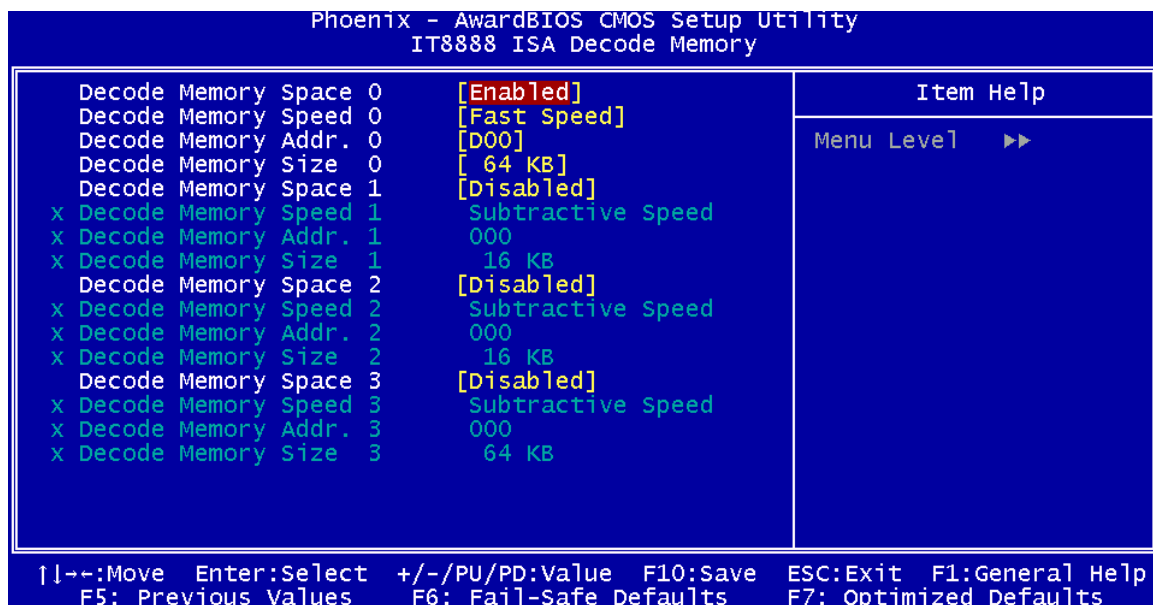 Phoenix - AwardBIOS CMOS Setup Utility
IT8888 ISA Decode Memory
Decode Memory Space 0 [Enabled]
Decode Memory Speed 0 [Fast Speed]
Decode Memory Addr. 0 [D00]
Decode Memory Size 0 [ 64 KB]
Decode Memory Space 1 [Disabled]
x Decode Memory Speed 1 Subtractive Speed
x Decode Memory Addr. 1 000
x Decode Memory Size 1 16 KB
Decode Memory Space 2 [Disabled]
x Decode Memory Speed 2 Subtractive Speed
x Decode Memory Addr. 2 000
x Decode Memory Size 2 16 KB
Decode Memory Space 3 [Disabled]
x Decode Memory Speed 3 Subtractive Speed
x Decode Memory Addr. 3 000
x Decode Memory Size 3 64 KB
Item Help
Menu Level ▶▶
↑↓→←:Move Enter:Select +/-/PU/PD:Value F10:Save ESC:Exit F1:General Help
F5: Previous Values F6: Fail-Safe Defaults F7: Optimized Defaults